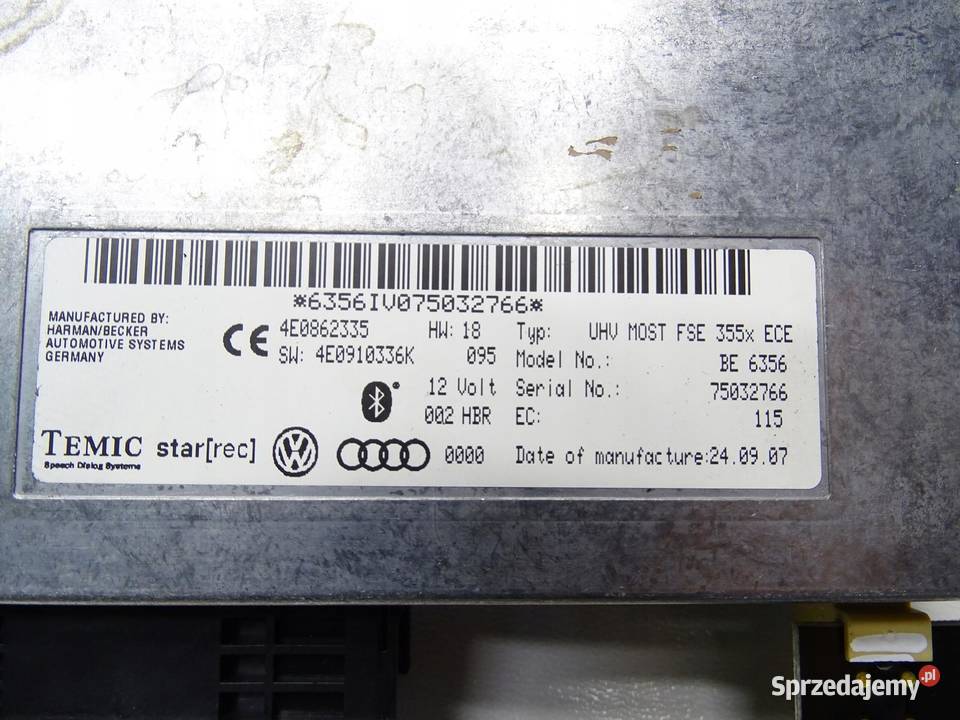 *6356IV075032766*
MANUFACTURED BY:
HARMAN/BECKER
AUTOMOTIVE SYSTEMS
GERMANY
CE
4E0862335 HW: 18
SW: 4E0910336K 095
12 Volt
002 HBR
Typ: UHV MOST FSE 355x ECE
Model No.: BE 6356
Serial No.: 75032766
EC: 115
TEMIC
Speech Dialog Systems
star[rec]
0000
Date of manufacture:24.09.07
Sprzedajemy.pl